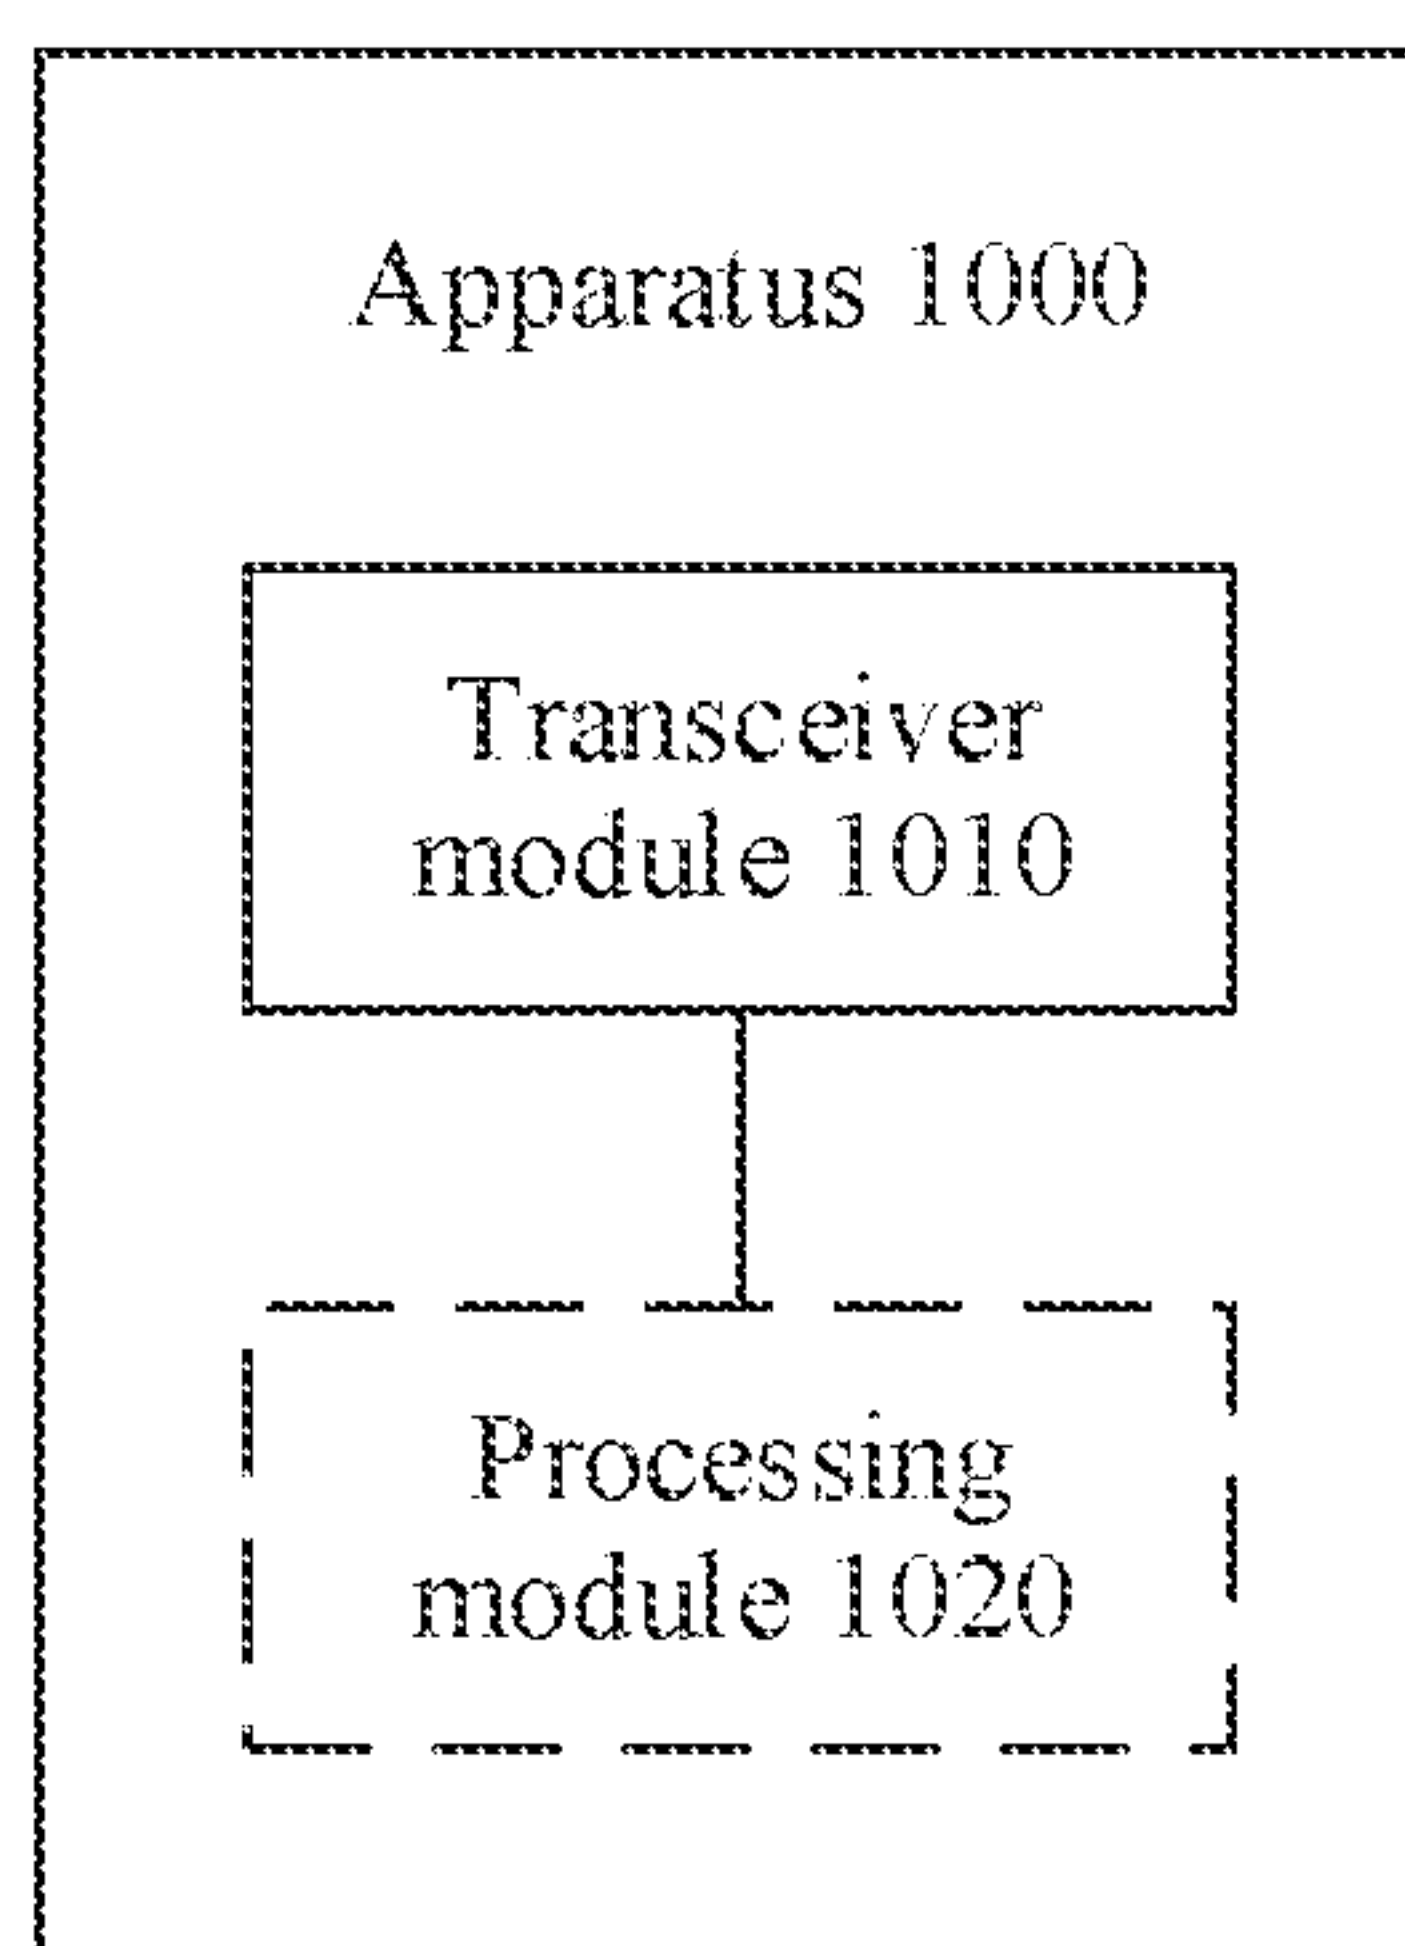 Apparatus 1000
Transceiver
module 1010
Processing
module 1020